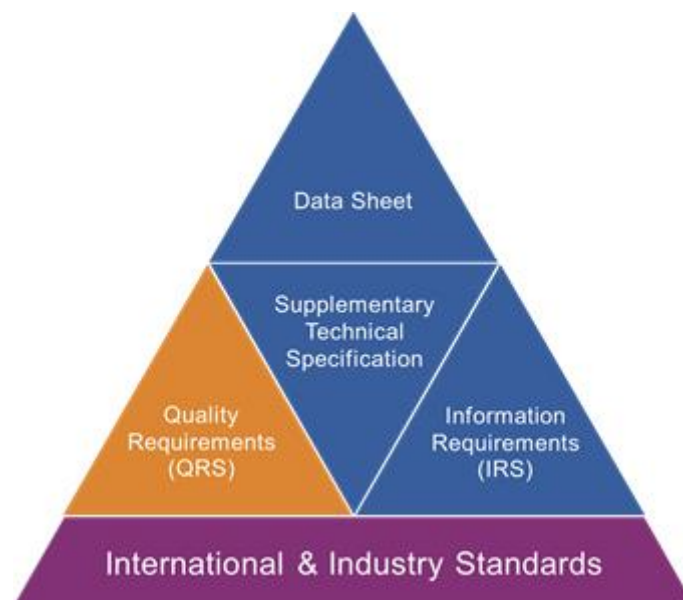 Data Sheet
Supplementary
Technical
Specification
Quality
Requirements
(QRS)
Information
Requirements
(IRS)
International & Industry Standards